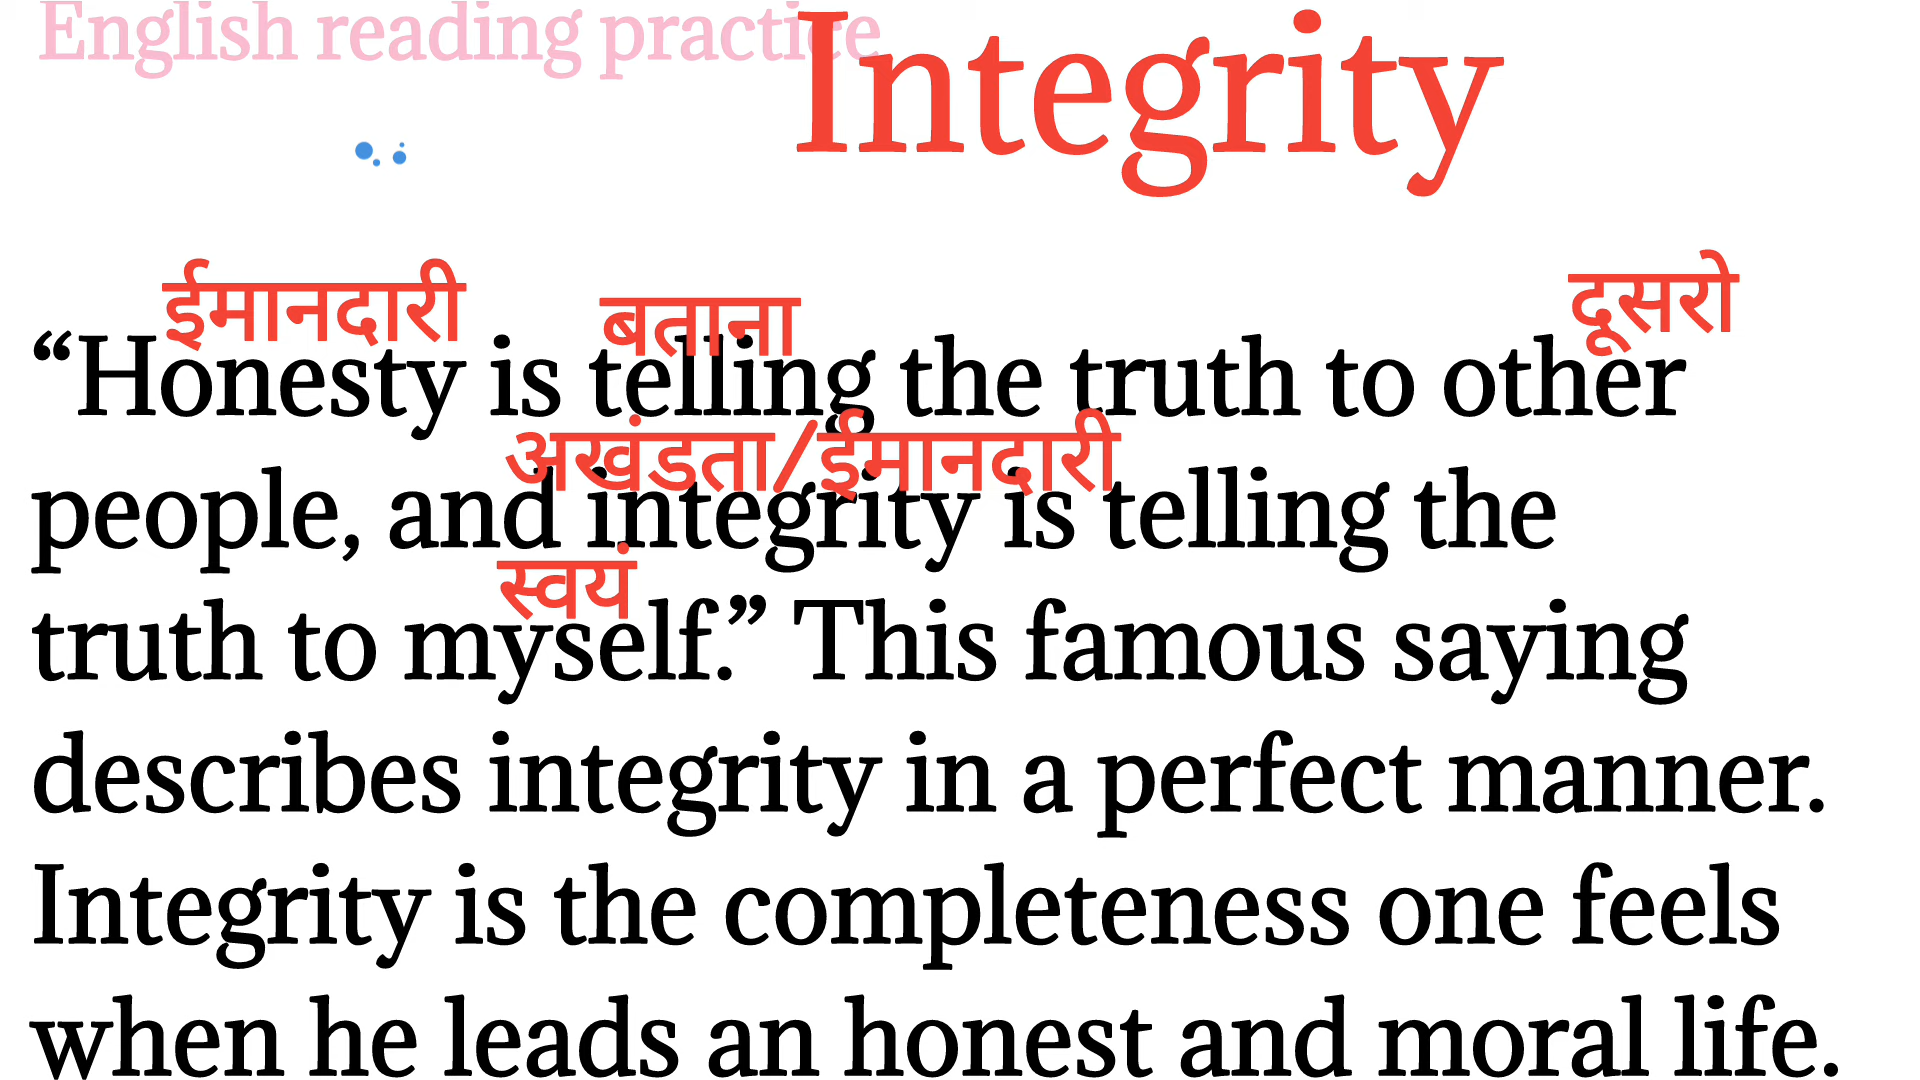 English reading practice
Integrity
ईमानदारी बताना दूसरो
“Honesty is telling the truth to other
अखंडता/ईमानदारी
people, and integrity is telling the
स्वयं
truth to myself.” This famous saying
describes integrity in a perfect manner.
Integrity is the completeness one feels
when he leads an honest and moral life.